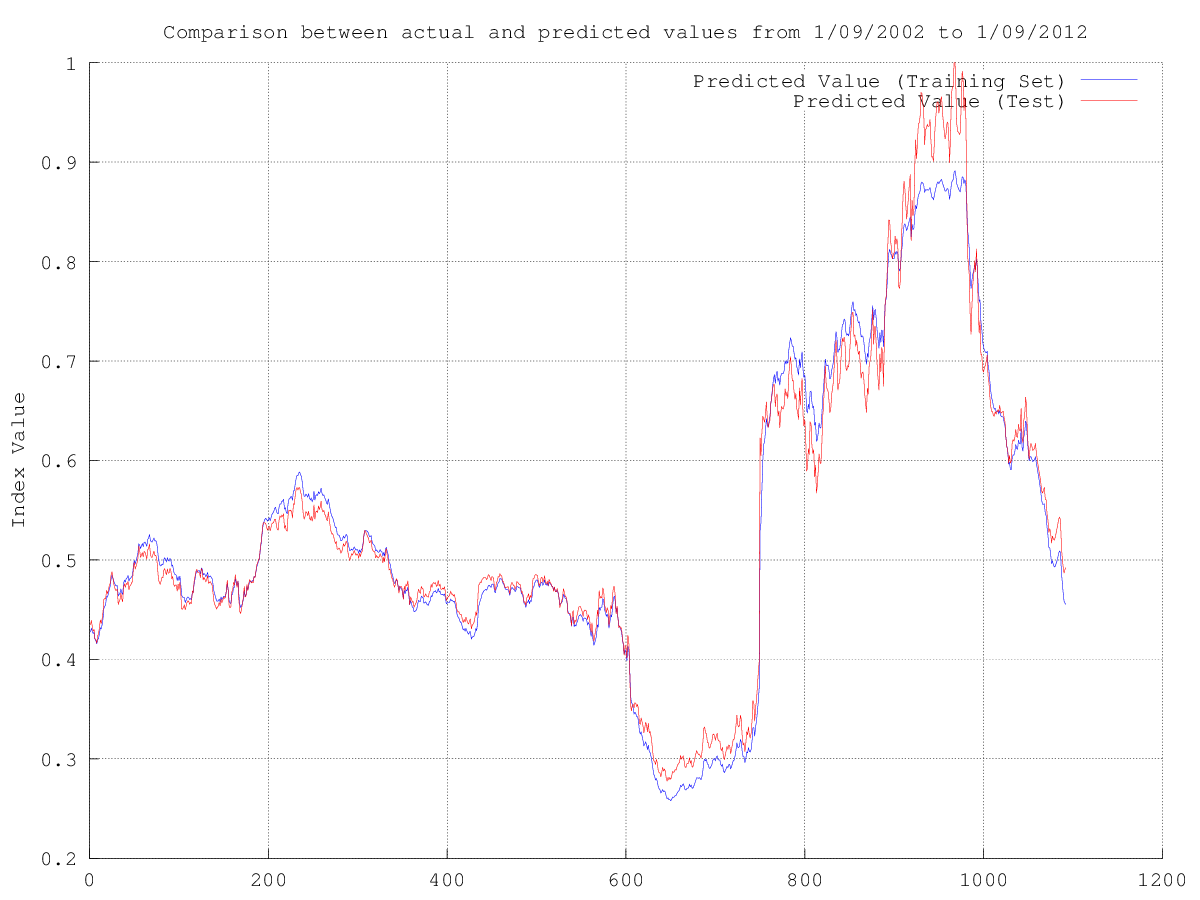 Comparison between actual and predicted values from 1/09/2002 to 1/09/2012
Predicted Value (Training Set)
Predicted Value (Test)
1
0.9
0.8
0.7
0.6
0.5
0.4
0.3
0.2
Index Value
0 200 400 600 800 1000 1200